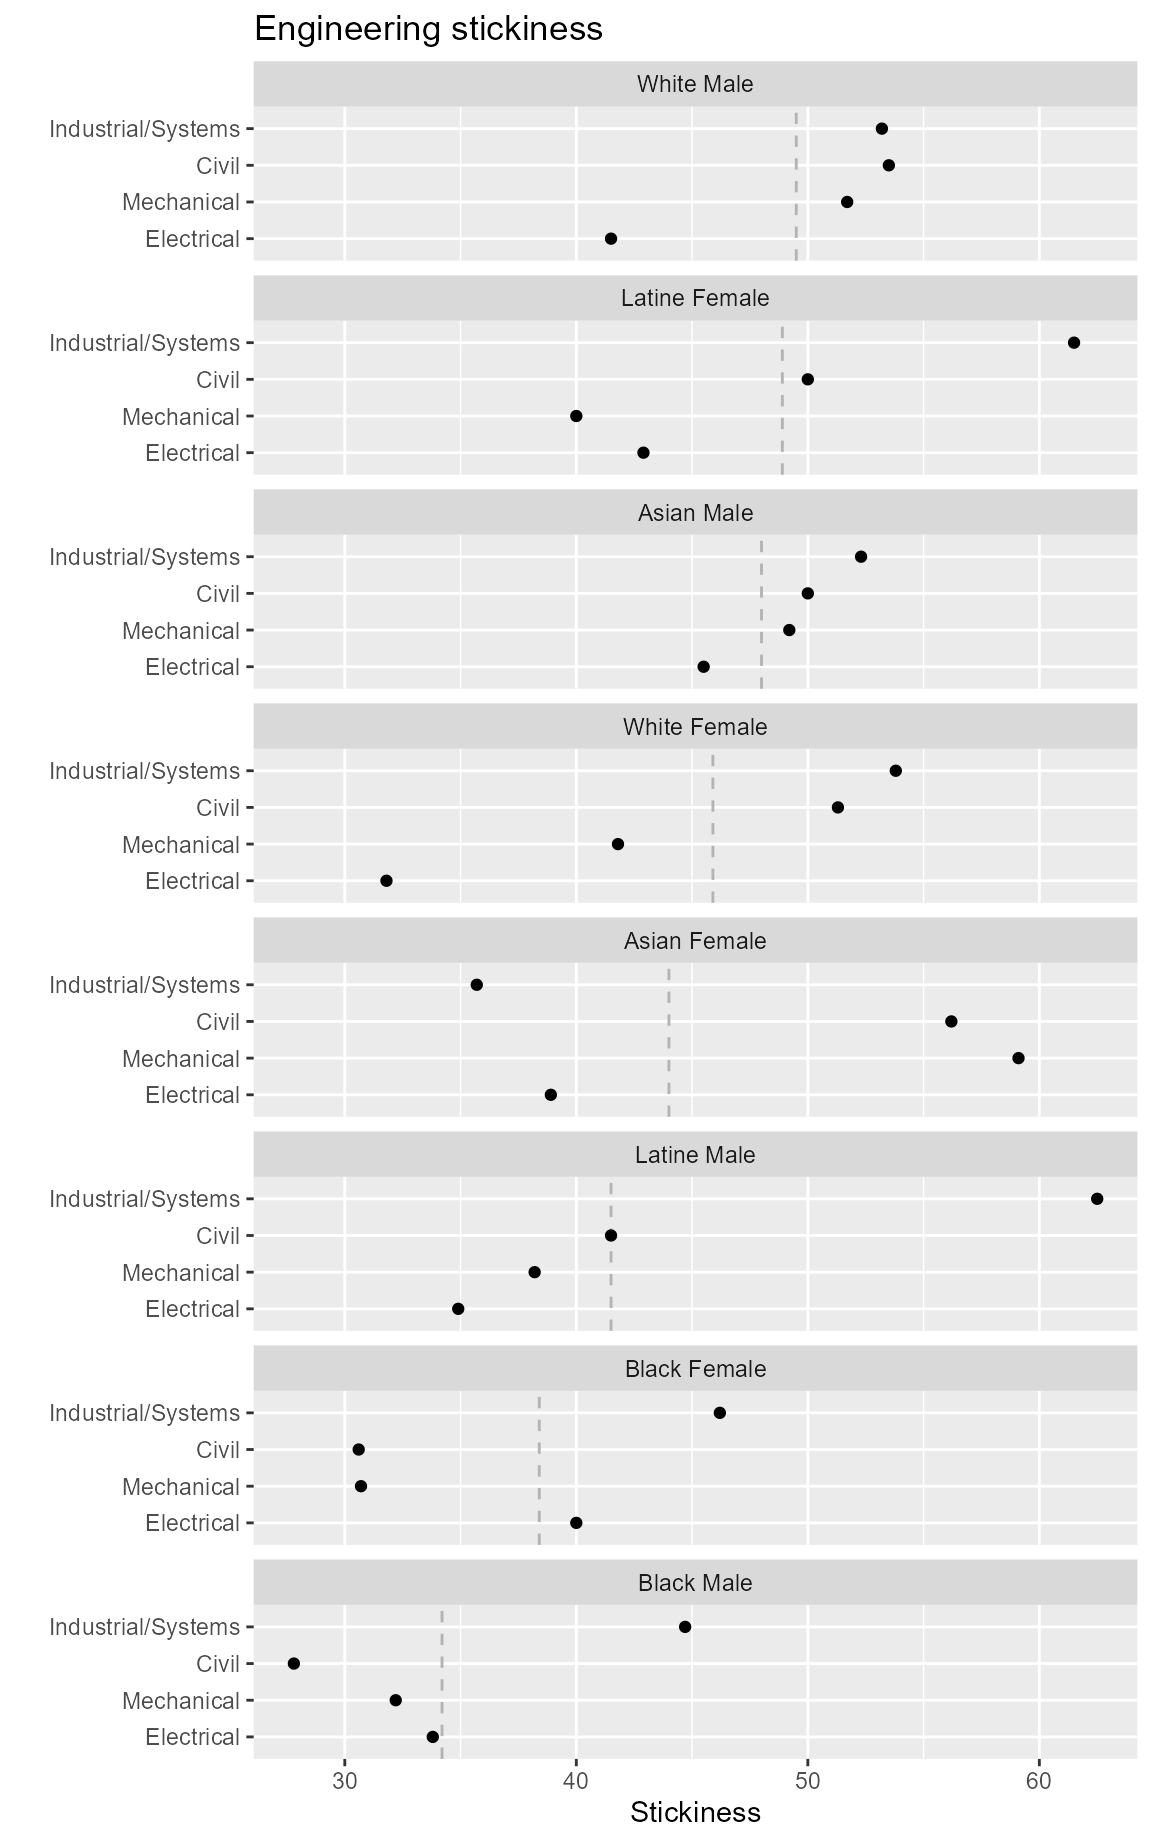 Engineering stickiness
White Male
Industrial/Systems
Civil
Mechanical
Electrical
Latine Female
Industrial/Systems
Civil
Mechanical
Electrical
Asian Male
Industrial/Systems
Civil
Mechanical
Electrical
White Female
Industrial/Systems
Civil
Mechanical
Electrical
Asian Female
Industrial/Systems
Civil
Mechanical
Electrical
Latine Male
Industrial/Systems
Civil
Mechanical
Electrical
Black Female
Industrial/Systems
Civil
Mechanical
Electrical
Black Male
Industrial/Systems
Civil
Mechanical
Electrical
30 40 50 60
Stickiness